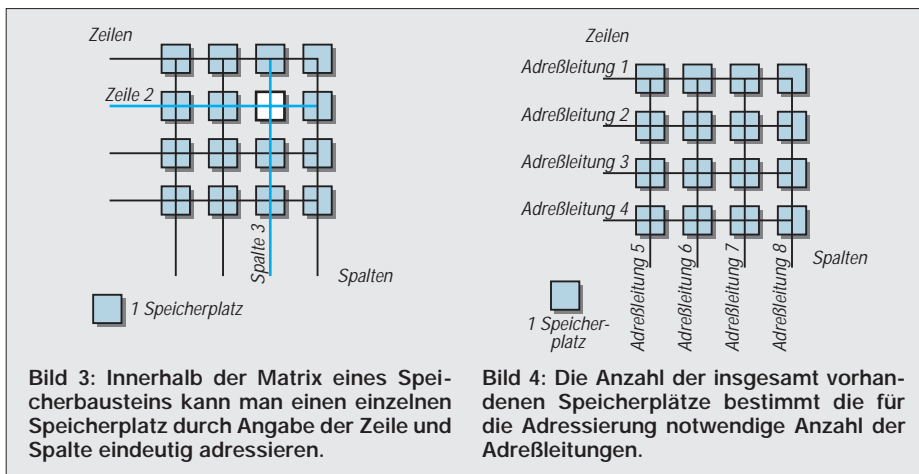 Zeilen
Zeile 2
Spalte 3
Spalten
1 Speicherplatz
Bild 3: Innerhalb der Matrix eines Spei-
cherbausteins kann man einen einzelnen
Speicherplatz durch Angabe der Zeile und
Spalte eindeutig adressieren.
Zeilen
Adreßleitung 1
Adreßleitung 2
Adreßleitung 3
Adreßleitung 4
Adreßleitung 5
Adreßleitung 6
Adreßleitung 7
Adreßleitung 8
Spalten
1 Speicher-
platz
Bild 4: Die Anzahl der insgesamt vorhan-
denen Speicherplätze bestimmt die für
die Adressierung notwendige Anzahl der
Adreßleitungen.